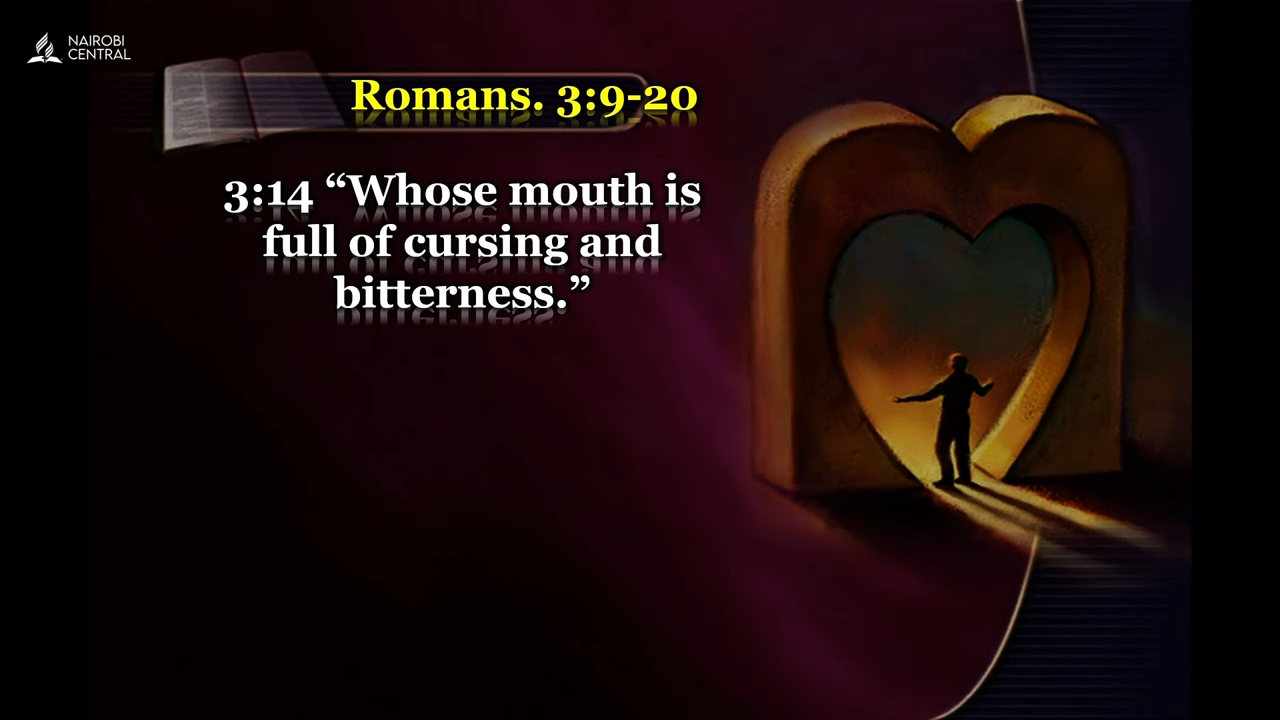 NAIROBI
CENTRAL
Romans. 3:9-20
3:14 “Whose mouth is
full of cursing and
bitterness.”